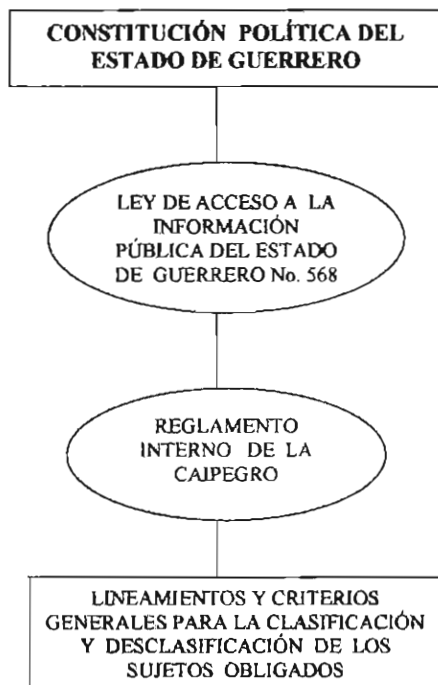 CONSTITUCIÓN POLÍTICA DEL
ESTADO DE GUERRERO
LEY DE ACCESO A LA
INFORMACIÓN
PÚBLICA DEL ESTADO
DE GUERRERO No. 568
REGLAMENTO
INTERNO DE LA
CAIPEGRO
LINEAMIENTOS Y CRITERIOS
GENERALES PARA LA CLASIFICACIÓN
Y DESCLASIFICACIÓN DE LOS
SUJETOS OBLIGADOS